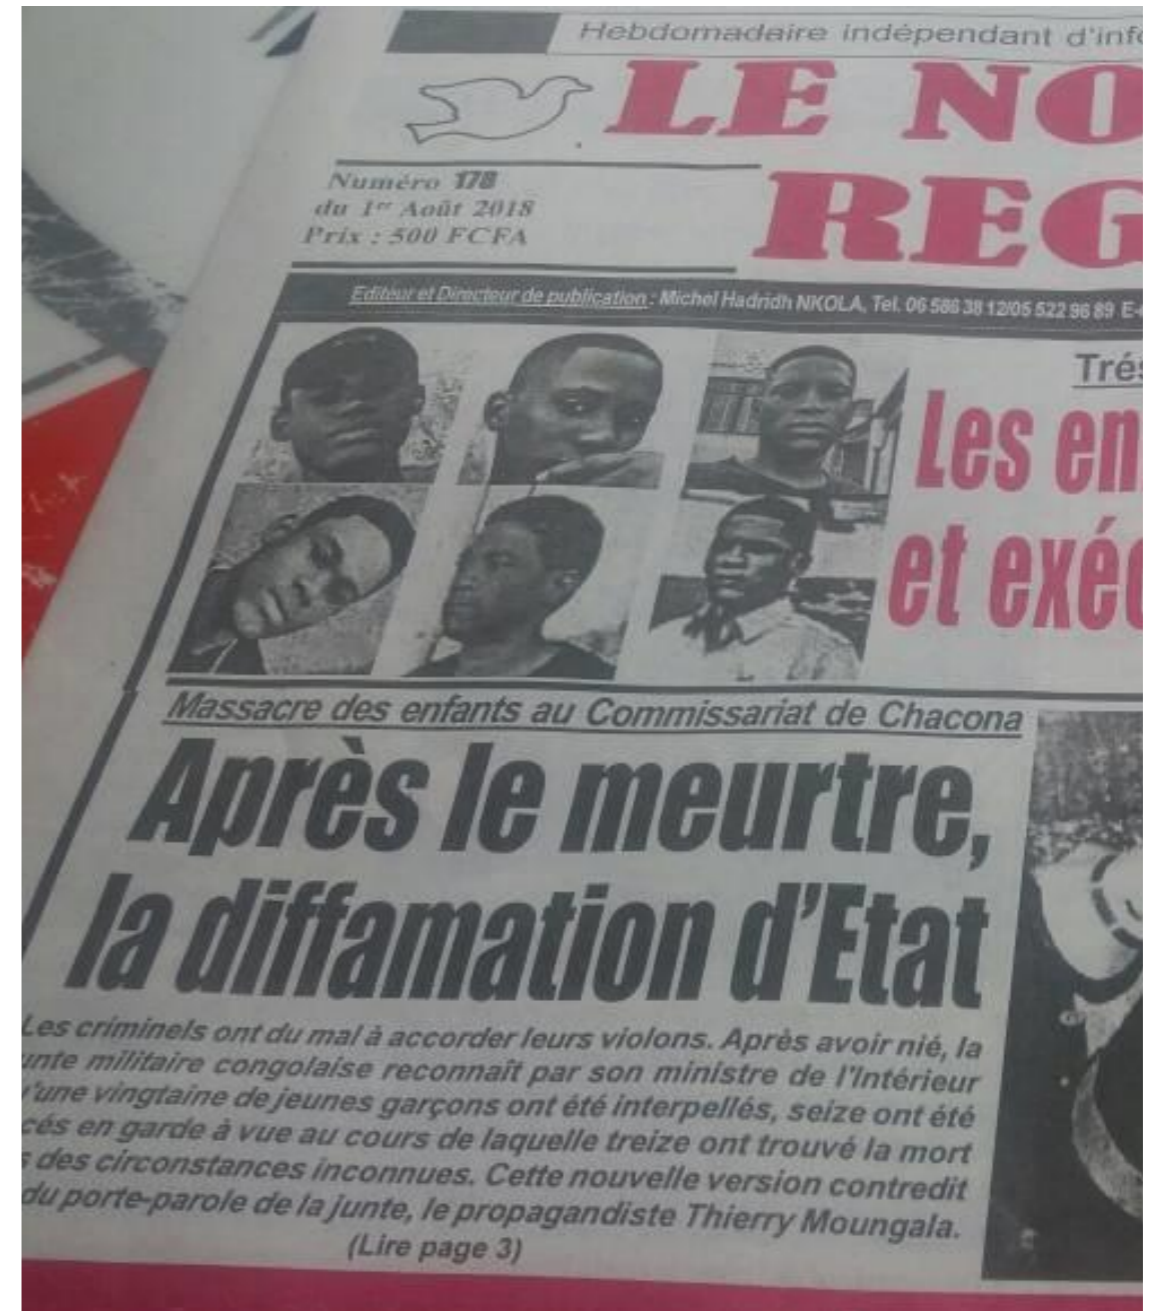 Hebdomadaire indépendant d'info
LE NO
REG
Numéro 178
du 1er Août 2018
Prix : 500 FCFA
Editeur et Directeur de publication : Michel Hadridh NKOLA, Tel. 06 586 38 12/05 522 96 89 E-
Trés
Les en
et exéc
Massacre des enfants au Commissariat de Chacona
Après le meurtre,
la diffamation d'Etat
Les criminels ont du mal à accorder leurs violons. Après avoir nié, la
unte militaire congolaise reconnaît par son ministre de l'Intérieur
'une vingtaine de jeunes garçons ont été interpellés, seize ont été
cés en garde à vue au cours de laquelle treize ont trouvé la mort
s des circonstances inconnues. Cette nouvelle version contredit
du porte-parole de la junte, le propagandiste Thierry Moungala.
(Lire page 3)